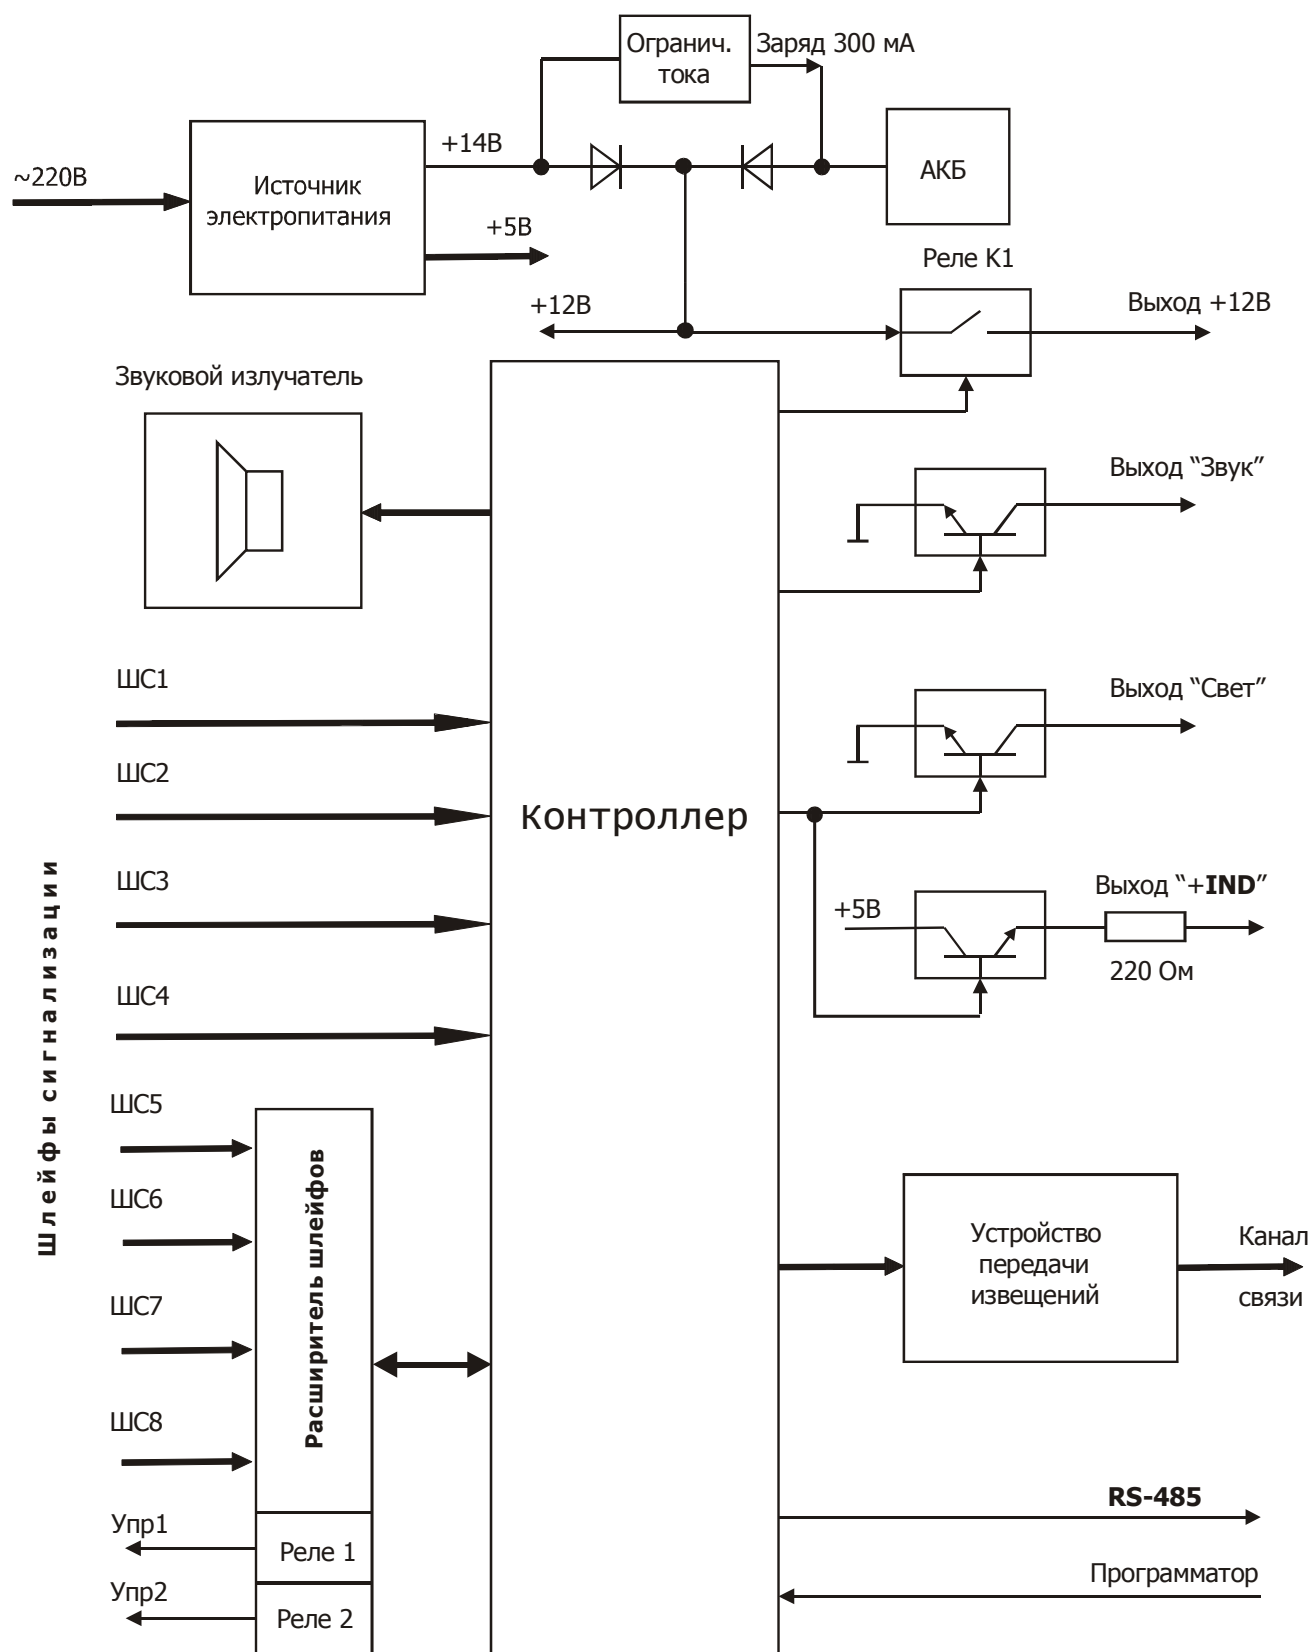 Огранич.
тока
Заряд 300 мА
+14В
~220В
Источник
электропитания
+5В
АКБ
Реле К1
+12В
Выход +12В
Звуковой излучатель
Выход “Звук”
ШС1
Выход “Свет”
ШС2
Контроллер
ШС3
Выход “+IND”
+5В
220 Ом
ШС4
Шлейфы сигнализации
ШС5
ШС6
ШС7
ШС8
Расширитель шлейфов
Устройство
передачи
извещений
Канал
связи
RS-485
Упр1
Реле 1
Программатор
Упр2
Реле 2